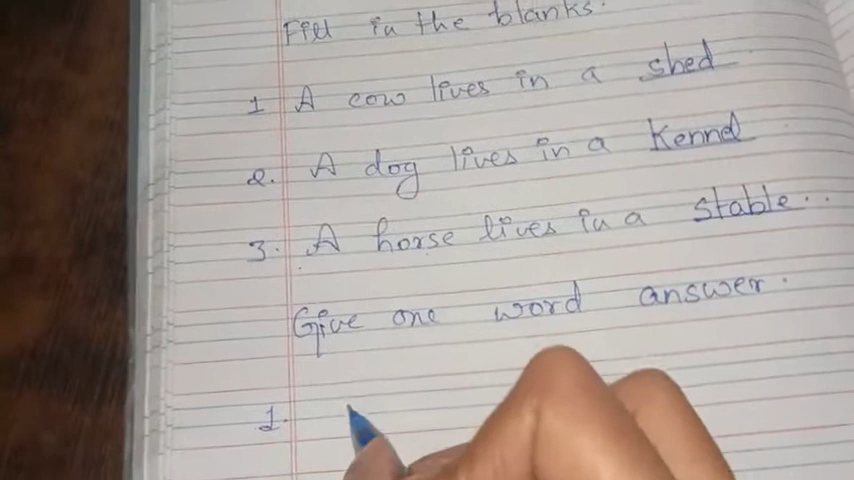 Fill in the blanks.
1 A cow lives in a shed
2. A dog lives in a Kennel
3. A horse lives in a stable..
Give one word answer.
1.